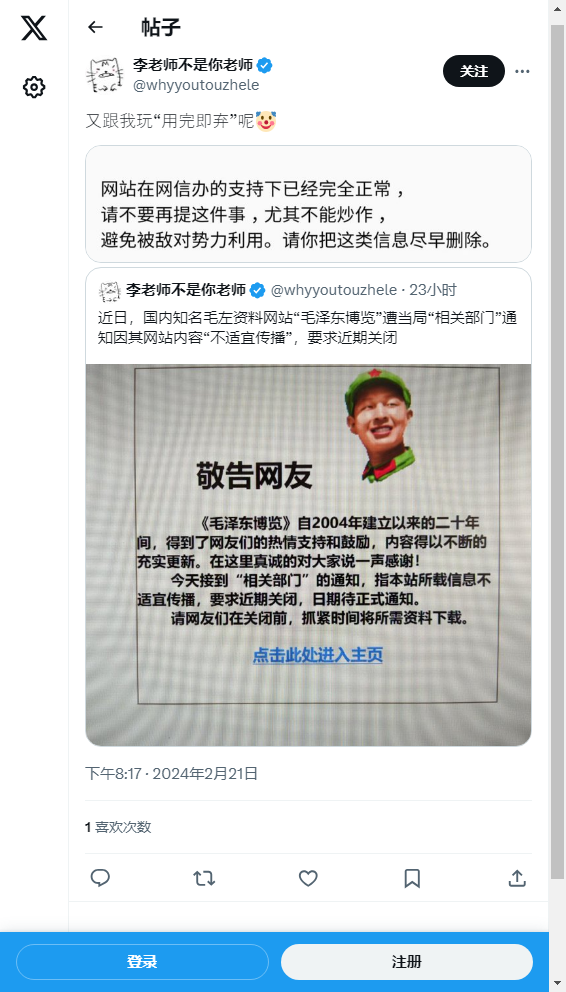 帖子
李老师不是你老师
@whyyoutouzhele
关注
又跟我玩“用完即弃”呢🤡
网站在网信办的支持下已经完全正常，
请不要再提这件事，尤其不能炒作，
避免被敌对势力利用。请你把这类信息尽早删除。
李老师不是你老师 @whyyoutouzhele · 23小时
近日，国内知名毛左资料网站“毛泽东博览”遭当局“相关部门”通
知因其网站内容“不适宜传播”，要求近期关闭
敬告网友
《毛泽东博览》自2004年建立以来的二十年
间，得到了网友们的热情支持和鼓励，内容得以不断的
充实更新。在这里真诚的对大家说一声感谢！
今天接到“相关部门”的通知，指本站所载信息不
适宜传播，要求近期关闭，日期待正式通知。
请网友们在关闭前，抓紧时间将所需资料下载。
点击此处进入主页
下午8:17 · 2024年2月21日
1 喜欢次数
登录
注册